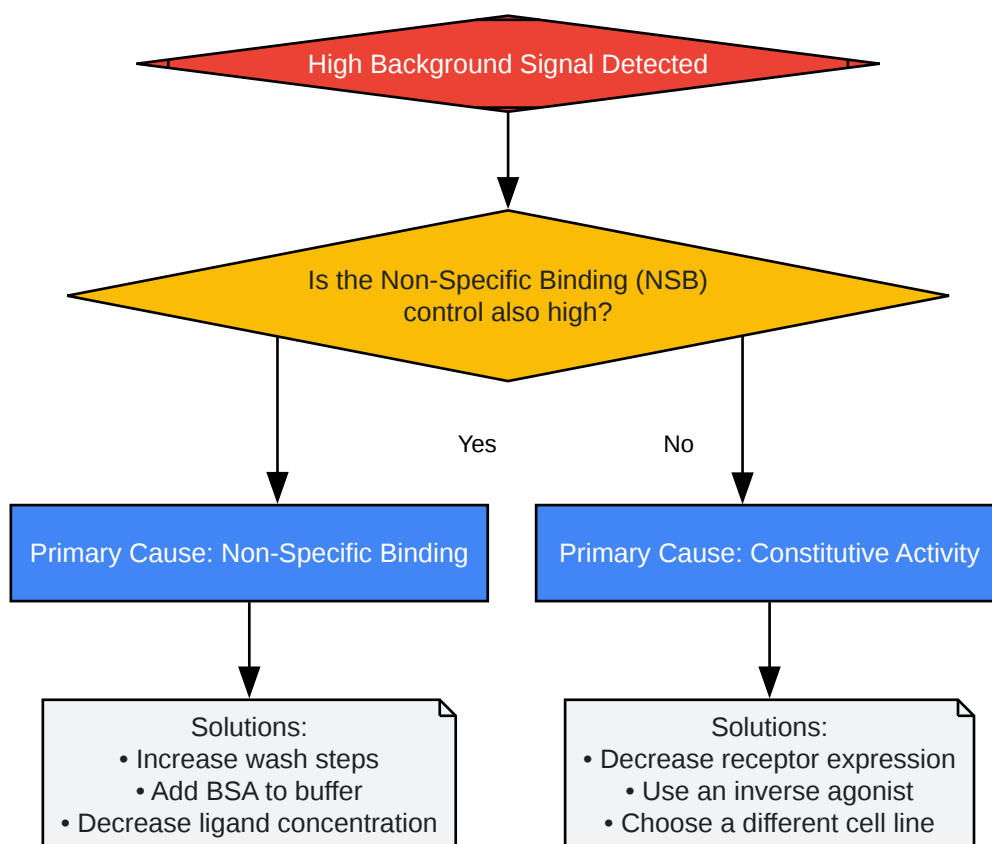 High Background Signal Detected
Is the Non-Specific Binding (NSB)
control also high?
Yes
No
Primary Cause: Non-Specific Binding
Primary Cause: Constitutive Activity
Solutions:
• Increase wash steps
• Add BSA to buffer
• Decrease ligand concentration
Solutions:
• Decrease receptor expression
• Use an inverse agonist
• Choose a different cell line